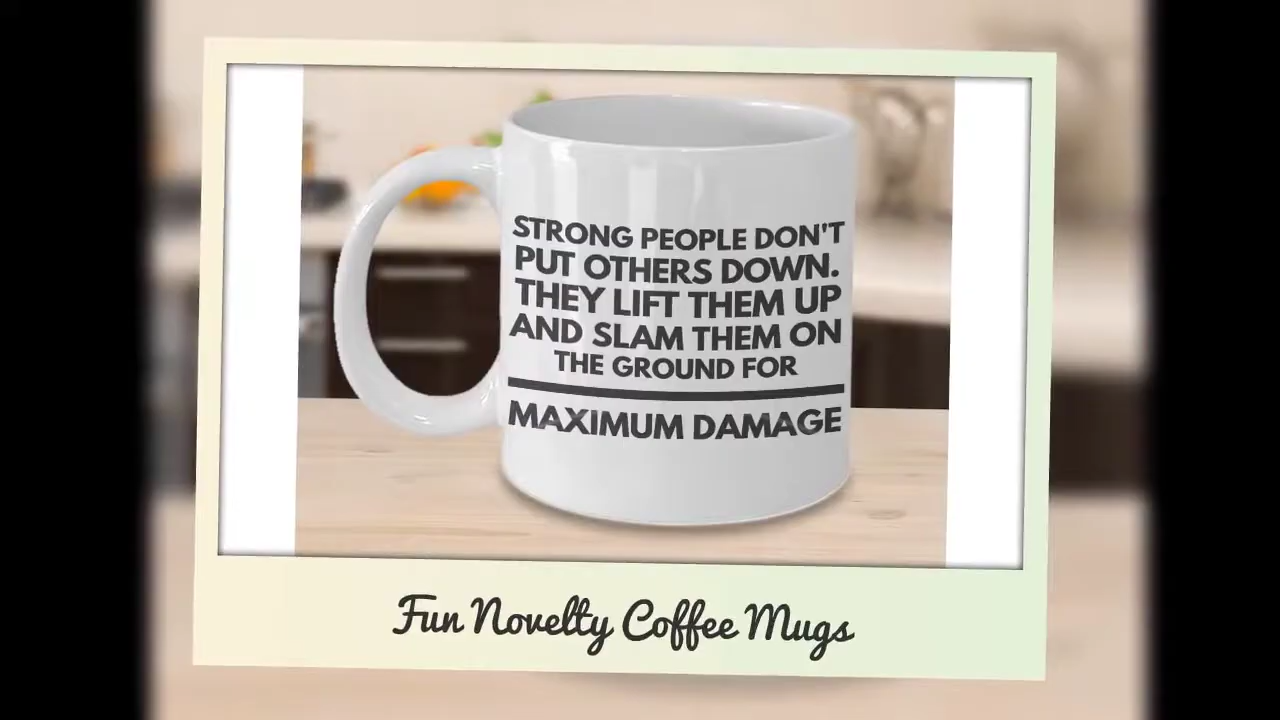 STRONG PEOPLE DON'T
PUT OTHERS DOWN.
THEY LIFT THEM UP
AND SLAM THEM ON
THE GROUND FOR
MAXIMUM DAMAGE
Fun Novelty Coffee Mugs